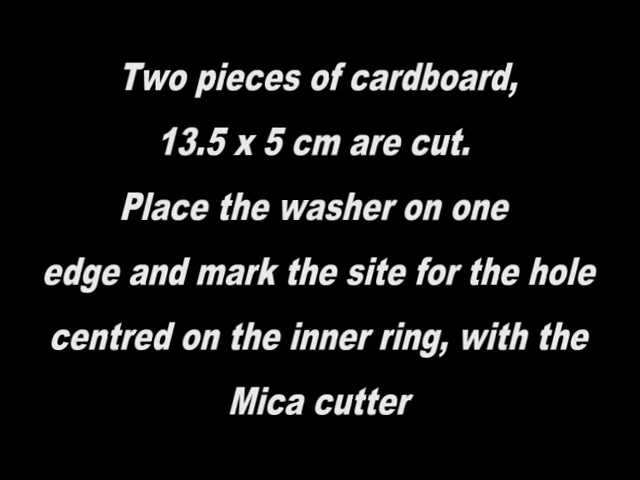 Two pieces of cardboard,
13.5 x 5 cm are cut.
Place the washer on one
edge and mark the site for the hole
centred on the inner ring, with the
Mica cutter